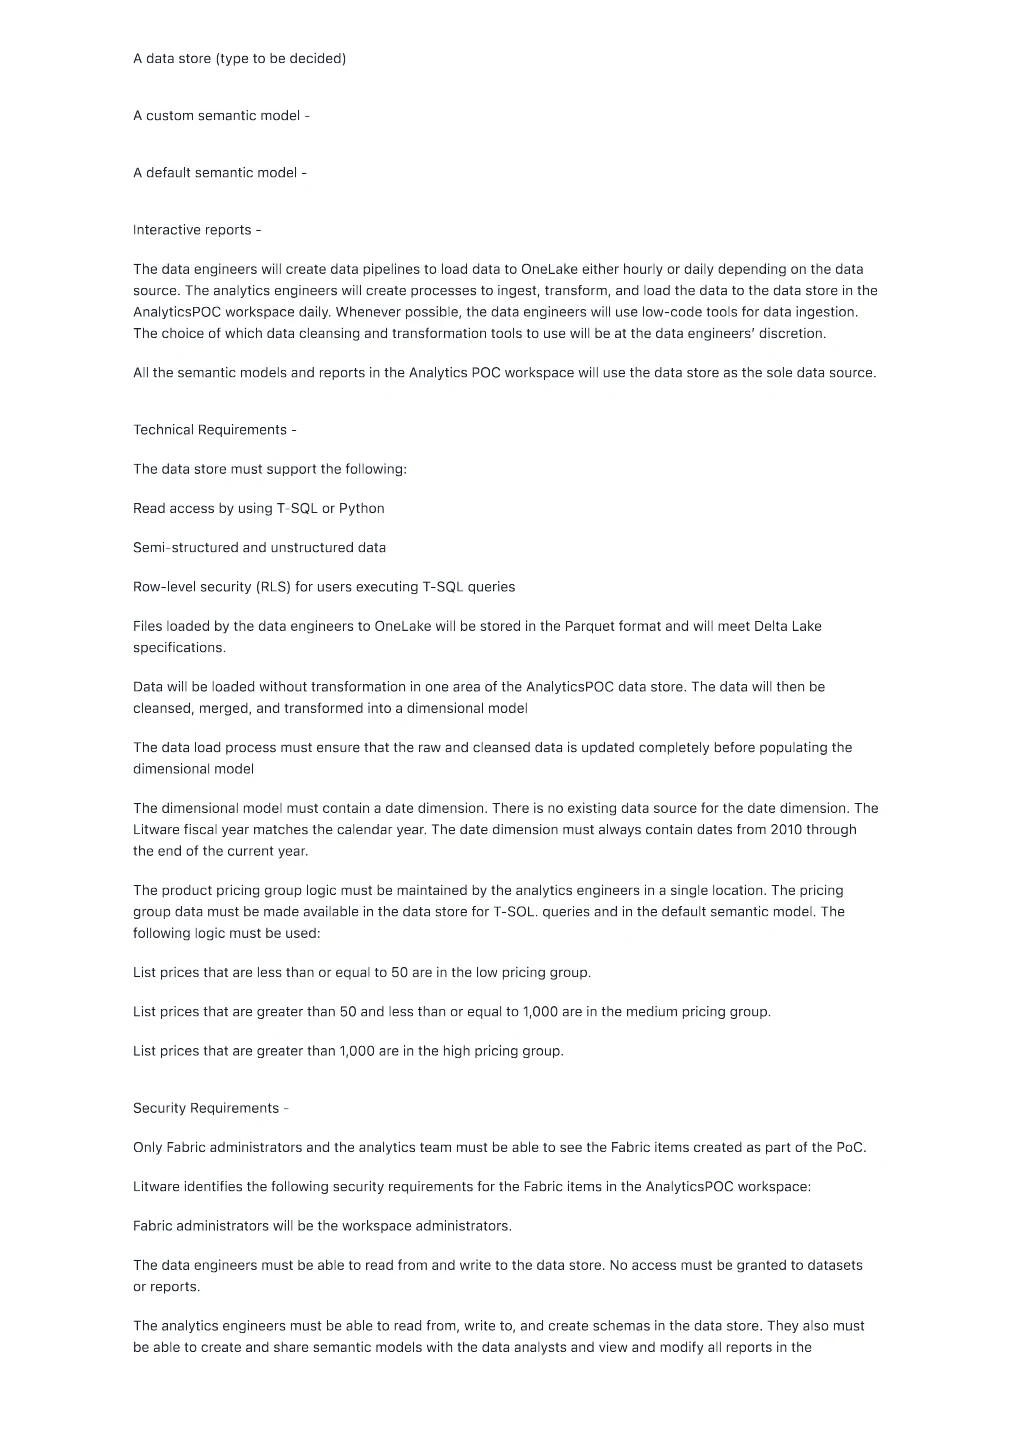 A data store (type to be decided)
A custom semantic model -
A default semantic model -
Interactive reports -
The data engineers will create data pipelines to load data to OneLake either hourly or daily depending on the data
source. The analytics engineers will create processes to ingest, transform, and load the data to the data store in the
AnalyticsPOC workspace daily. Whenever possible, the data engineers will use low-code tools for data ingestion.
The choice of which data cleansing and transformation tools to use will be at the data engineers’ discretion.
All the semantic models and reports in the Analytics POC workspace will use the data store as the sole data source.
Technical Requirements -
The data store must support the following:
Read access by using T-SQL or Python
Semi-structured and unstructured data
Row-level security (RLS) for users executing T-SQL queries
Files loaded by the data engineers to OneLake will be stored in the Parquet format and will meet Delta Lake
specifications.
Data will be loaded without transformation in one area of the AnalyticsPOC data store. The data will then be
cleansed, merged, and transformed into a dimensional model
The data load process must ensure that the raw and cleansed data is updated completely before populating the
dimensional model
The dimensional model must contain a date dimension. There is no existing data source for the date dimension. The
Litware fiscal year matches the calendar year. The date dimension must always contain dates from 2010 through
the end of the current year.
The product pricing group logic must be maintained by the analytics engineers in a single location. The pricing
group data must be made available in the data store for T-SOL. queries and in the default semantic model. The
following logic must be used:
List prices that are less than or equal to 50 are in the low pricing group.
List prices that are greater than 50 and less than or equal to 1,000 are in the medium pricing group.
List prices that are greater than 1,000 are in the high pricing group.
Security Requirements -
Only Fabric administrators and the analytics team must be able to see the Fabric items created as part of the PoC.
Litware identifies the following security requirements for the Fabric items in the AnalyticsPOC workspace:
Fabric administrators will be the workspace administrators.
The data engineers must be able to read from and write to the data store. No access must be granted to datasets
or reports.
The analytics engineers must be able to read from, write to, and create schemas in the data store. They also must
be able to create and share semantic models with the data analysts and view and modify all reports in the